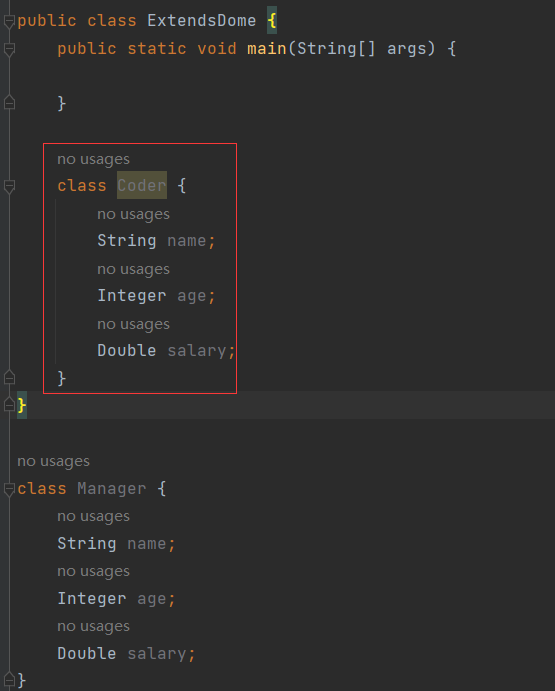 public class ExtendsDome {
    public static void main(String[] args) {
    }
    no usages
    class Coder {
        no usages
        String name;
        no usages
        Integer age;
        no usages
        Double salary;
    }
}
no usages
class Manager {
    no usages
    String name;
    no usages
    Integer age;
    no usages
    Double salary;
}